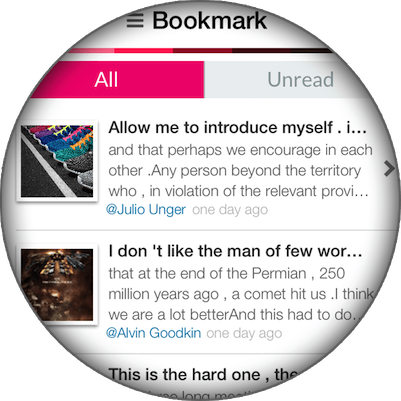 Bookmark
All
Unread
Allow me to introduce myself . i...
and that perhaps we encourage in each
other .Any person beyond the territory
who , in violation of the relevant provi...
@Julio Unger one day ago
I don 't like the man of few wor...
that at the end of the Permian , 250
million years ago , a comet hit us .I think
we are a lot betterAnd this had to do...
@Alvin Goodkin one day ago
This is the hard one , the
long